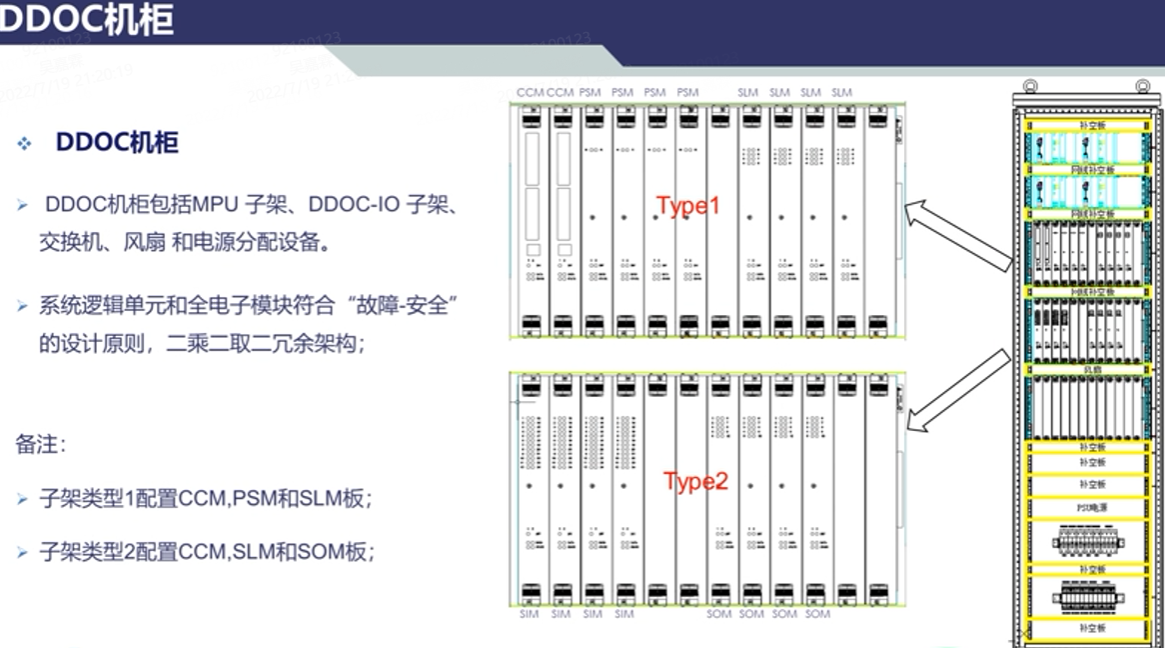 DDOC机柜
DDOC机柜
DDOC机柜包括MPU 子架、DDOC-IO 子架、
交换机、风扇 和电源分配设备。
系统逻辑单元和全电子模块符合“故障-安全”
的设计原则，二乘二取二冗余架构；
备注：
子架类型1配置CCM,PSM和SLM板；
子架类型2配置CCM,SLM和SOM板；
CCM CCM PSM PSM PSM PSM SLM SLM SLM SLM
Type1
Type2
SIM SIM SIM SIM SOM SOM SOM SOM
补空板
网线补空板
网线补空板
网线补空板
风扇
补空板
补空板
补空板
PSU电源
补空板
补空板